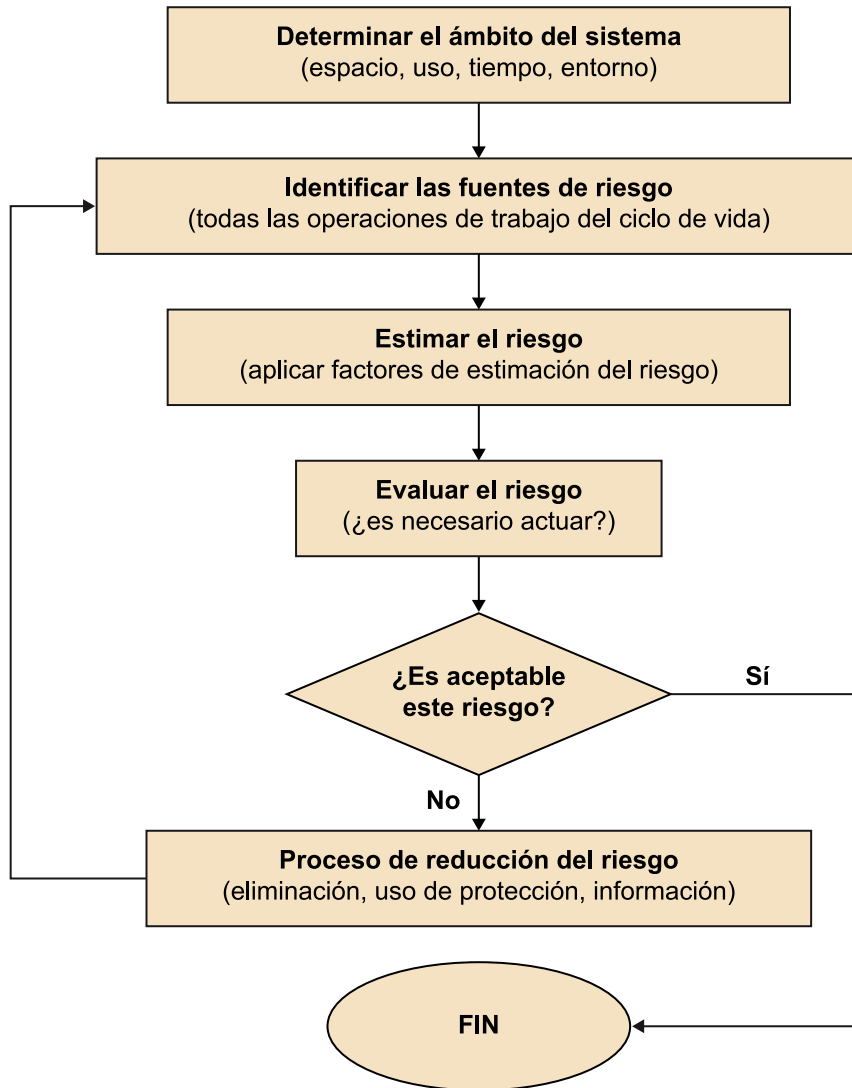 Determinar el ámbito del sistema
(espacio, uso, tiempo, entorno)
Identificar las fuentes de riesgo
(todas las operaciones de trabajo del ciclo de vida)
Estimar el riesgo
(aplicar factores de estimación del riesgo)
Evaluar el riesgo
(¿es necesario actuar?)
¿Es aceptable
este riesgo?
Sí
No
Proceso de reducción del riesgo
(eliminación, uso de protección, información)
FIN